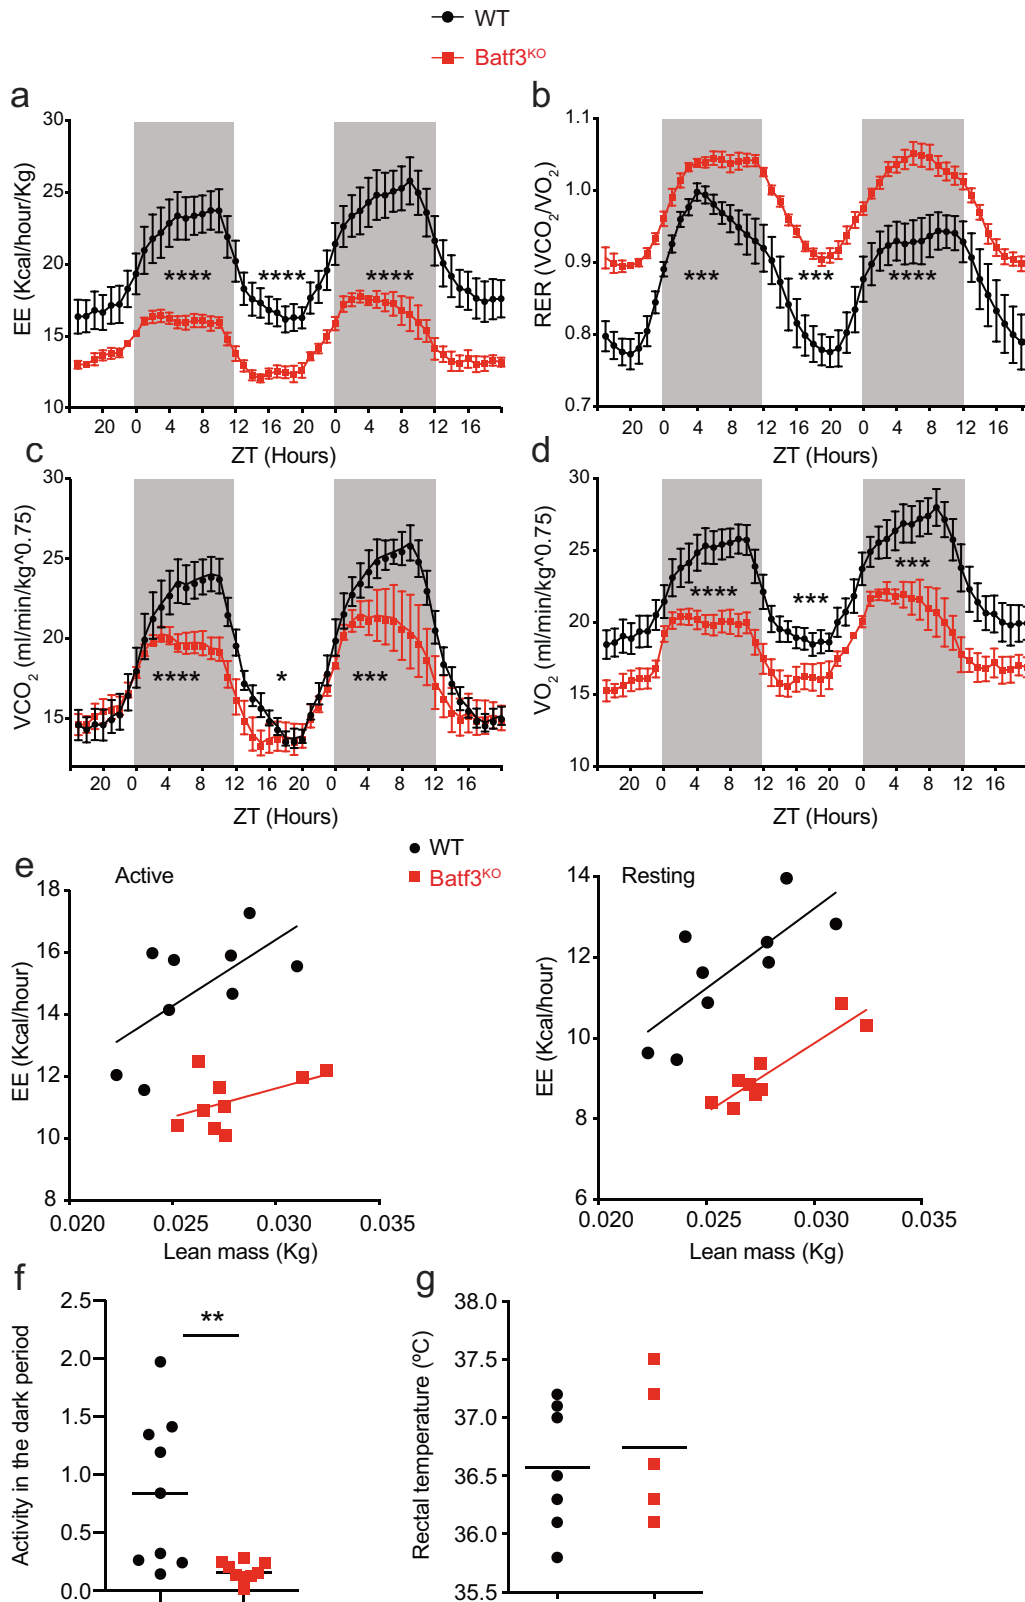 WT
Batf3KO
a
30
25
20
15
10
EE (Kcal/hour/Kg)
**** **** ****
20 0 4 8 12 16 20 0 4 8 12 16
ZT (Hours)
b
1.1
1.0
0.9
0.8
0.7
RER (VCO2/VO2)
*** *** ****
20 0 4 8 12 16 20 0 4 8 12 16
ZT (Hours)
c
30
25
20
15
VCO2 (ml/min/kg^0.75)
**** * ***
20 0 4 8 12 16 20 0 4 8 12 16
ZT (Hours)
d
30
25
20
15
10
VO2 (ml/min/kg^0.75)
**** *** ***
20 0 4 8 12 16 20 0 4 8 12 16
ZT (Hours)
e
WT
Batf3KO
Active
18
16
14
12
10
8
EE (Kcal/hour)
0.020 0.025 0.030 0.035
Lean mass (Kg)
Resting
14
12
10
8
6
EE (Kcal/hour)
0.020 0.025 0.030 0.035
Lean mass (Kg)
f
2.5
2.0
1.5
1.0
0.5
0.0
Activity in the dark period
**
g
38.0
37.5
37.0
36.5
36.0
35.5
Rectal temperature (ºC)